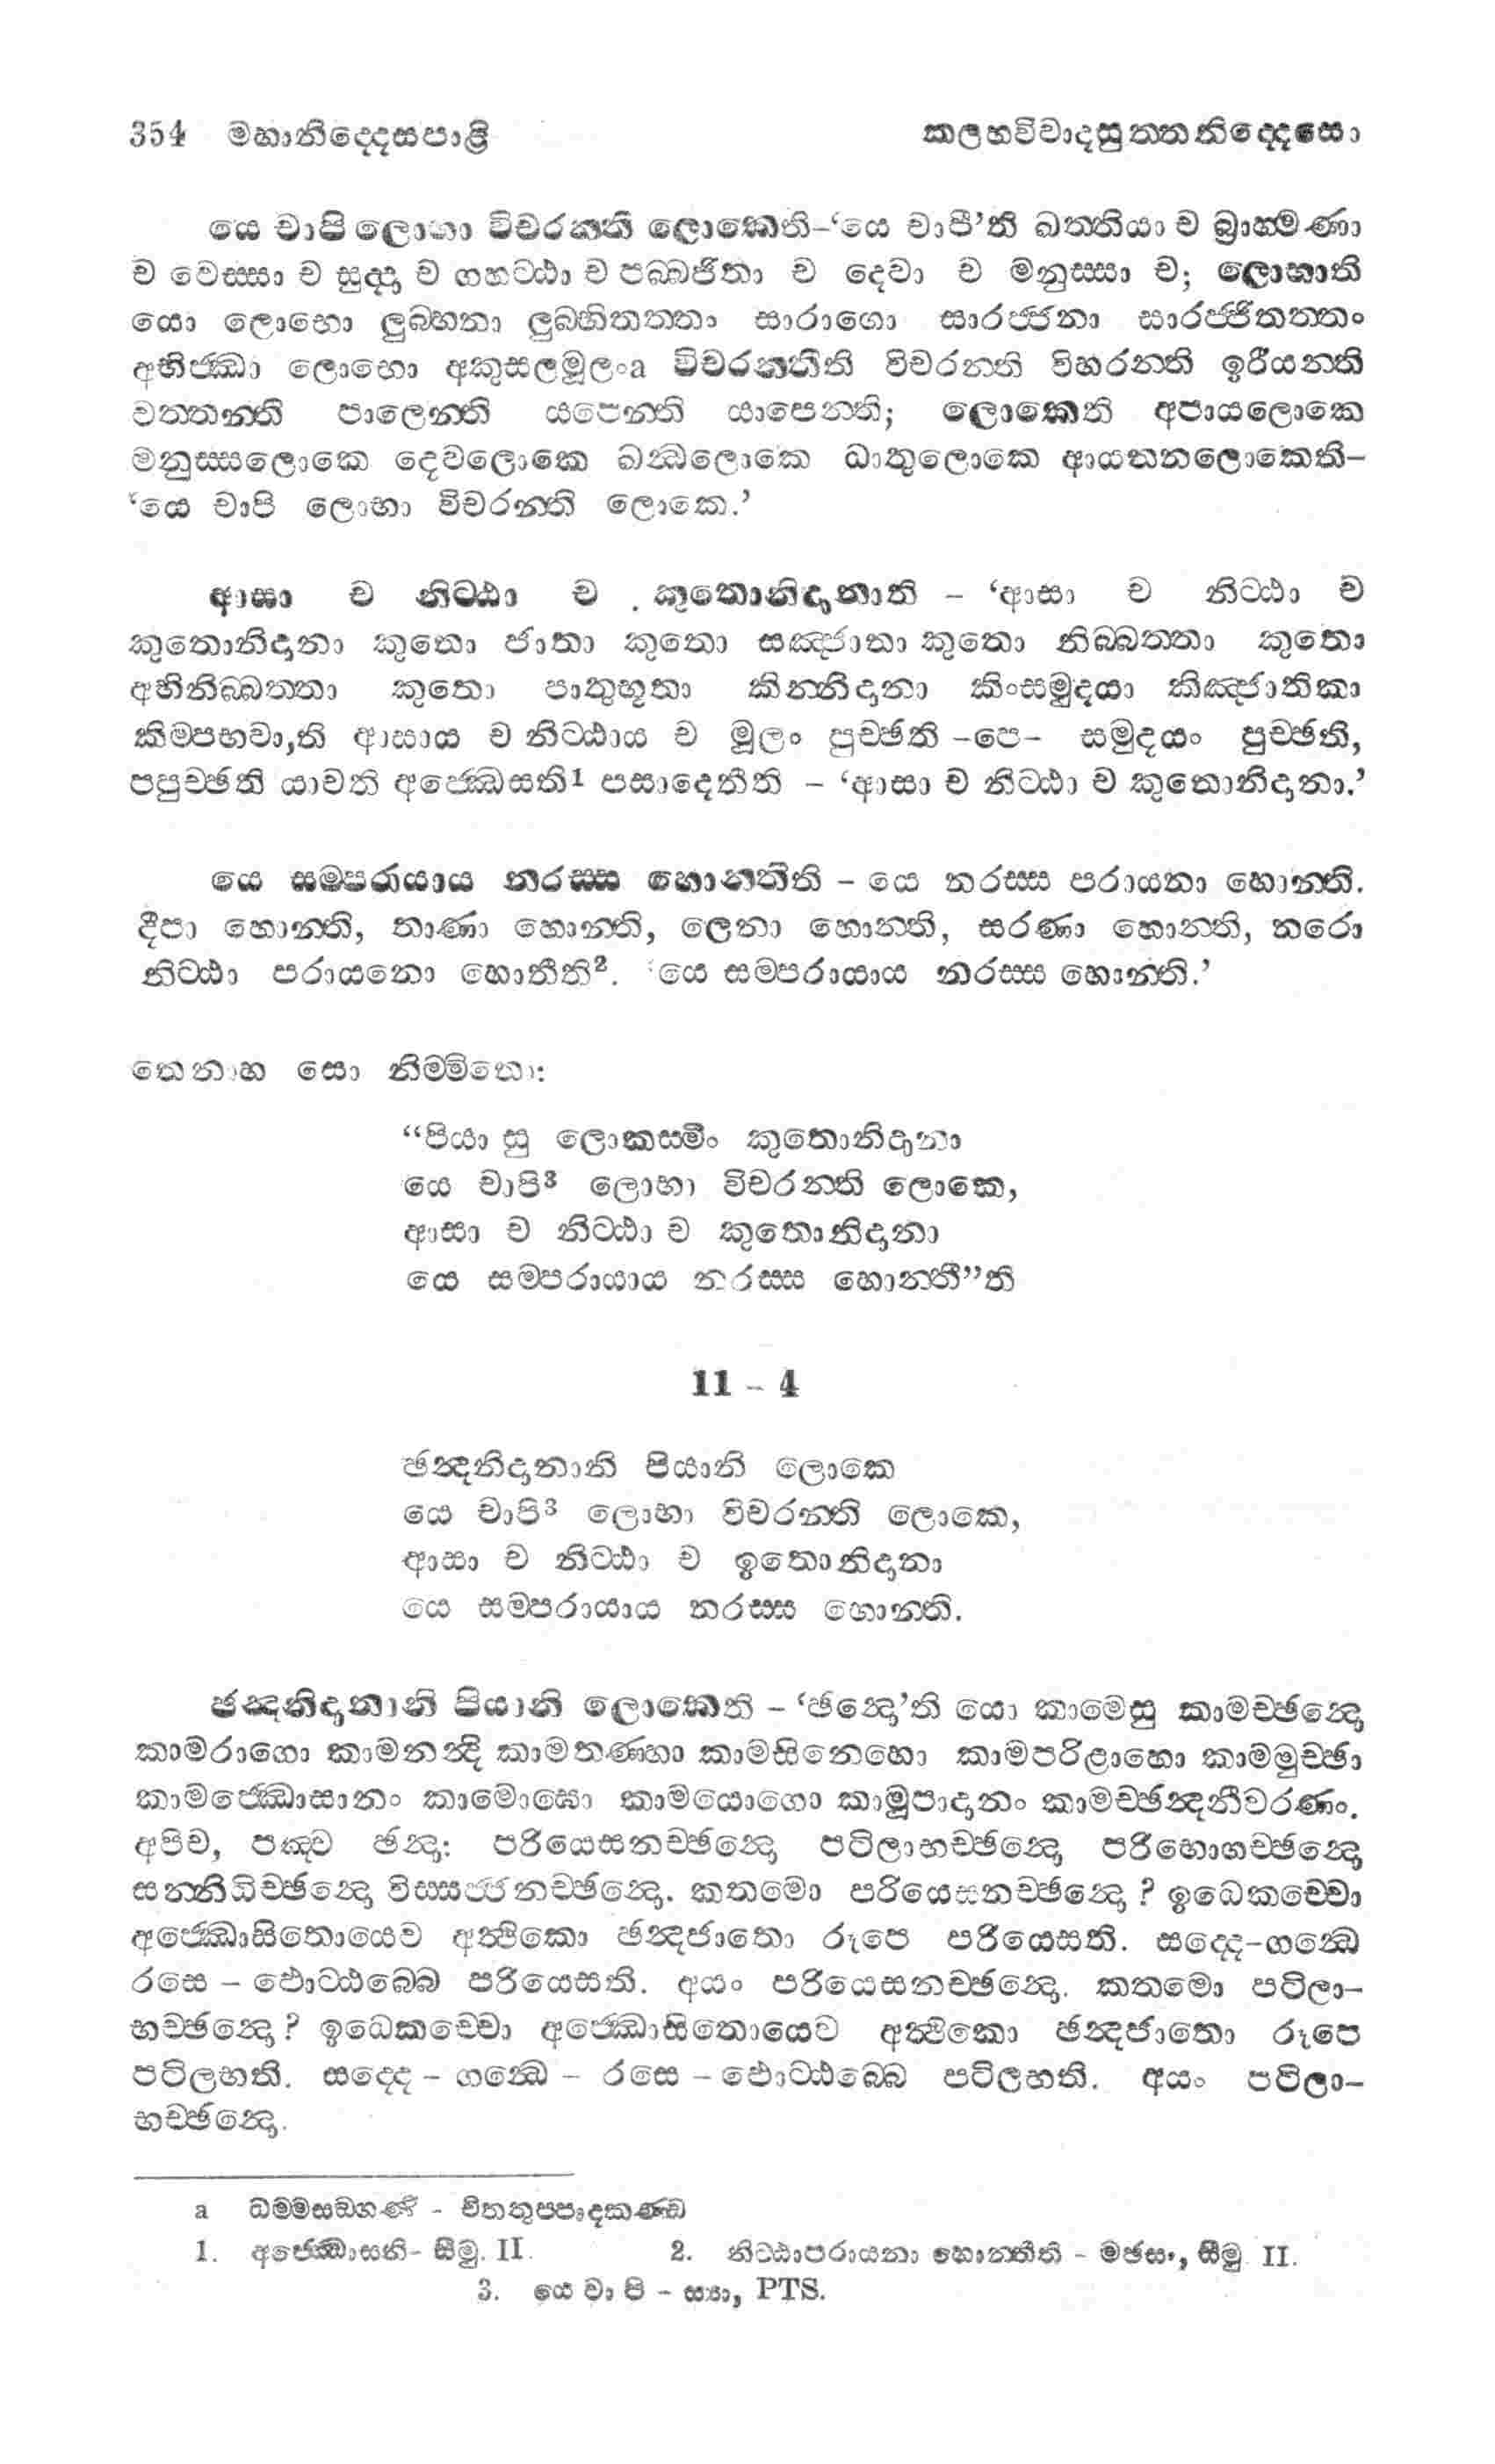 354 මහානිද්දෙසපාළි කලහවිවාදසුත්තනිද්දෙසො
යෙ චාපි ලොභා විචරන්ති ලොකෙති–‘යෙ චාපී’ති ඛත්තියා ච බ්‍රාහ්මණා
ච වෙස්සා ච සුද්දා ච ගහට්ඨා ච පබ්බජිතා ච දෙවා ච මනුස්සා ච; ලොභාති
යො ලොභො ලුබ්භනා ලුබ්භිතත්තං සාරාගො සාරජ්ජනා සාරජ්ජිතත්තං
අභිජ්ඣා ලොභො අකුසලමූලංa විචරන්තීති විචරන්ති විහරන්ති ඉරියන්ති
වත්තන්ති පාලෙන්ති යපෙන්ති යාපෙන්ති; ලොකෙති අපායලොකෙ
මනුස්සලොකෙ දෙවලොකෙ ඛන්ධලොකෙ ධාතුලොකෙ ආයතනලොකෙති–
‘යෙ චාපි ලොභා විචරන්ති ලොකෙ.’
ආසා ච නිට්ඨා ච කුතොනිදානාති – ‘ආසා ච නිට්ඨා ච
කුතොනිදානා කුතො ජාතා කුතො සඤ්ජාතා කුතො නිබ්බත්තා කුතො
අභිනිබ්බත්තා කුතො පාතුභූතා කින්නිදානා කිංසමුදයා කිඤ්ජාතිකා
කිම්පභවා,ති ආසාය ච නිට්ඨාය ච මූලං පුච්ඡති –පෙ– සමුදයං පුච්ඡති,
පපුච්ඡති යාචති අජ්ඣෙසති1 පසාදෙතීති – ‘ආසා ච නිට්ඨා ච කුතොනිදානා.’
යෙ සම්පරායාය නරස්ස හොන්තීති – යෙ නරස්ස පරායනා හොන්ති.
දීපා හොන්ති, තාණා හොන්ති, ලෙනා හොන්ති, සරණා හොන්ති, නරො
නිට්ඨා පරායනො හොතීති2. ‘යෙ සම්පරායාය නරස්ස හොන්ති.’
තෙනාහ සො නිම්මිතො:
“පියා සු ලොකස්මිං කුතොනිදානා
යෙ චාපි3 ලොභා විචරන්ති ලොකෙ,
ආසා ච නිට්ඨා ච කුතොනිදානා
යෙ සම්පරායාය නරස්ස හොන්තී”ති
11 – 4
ඡන්දනිදානානි පියානි ලොකෙ
යෙ චාපි3 ලොභා විචරන්ති ලොකෙ,
ආසා ච නිට්ඨා ච ඉතොනිදානා
යෙ සම්පරායාය නරස්ස හොන්ති.
ඡන්දනිදානානි පියානි ලොකෙති – ‘ඡන්දො’ති යො කාමෙසු කාමච්ඡන්දො
කාමරාගො කාමනන්දි කාමතණ්හා කාමසිනෙහො කාමපරිළාහො කාමමුච්ඡා
කාමජ්ඣොසානං කාමොඝො කාමයොගො කාමූපාදානං කාමච්ඡන්දනීවරණං.
අපිච, පඤ්ච ඡන්දා: පරියෙසනච්ඡන්දො පටිලාභච්ඡන්දො පරිභොගච්ඡන්දො
සන්නිධිච්ඡන්දො විස්සජ්ජනච්ඡන්දො. කතමො පරියෙසනච්ඡන්දො? ඉධෙකච්චො
අජ්ඣොසිතොයෙව අත්ථිකො ඡන්දජාතො රූපෙ පරියෙසති. සද්දෙ–ගන්ධෙ
රසෙ – ඵොට්ඨබ්බෙ පරියෙසති. අයං පරියෙසනච්ඡන්දො. කතමො පටිලා–
භච්ඡන්දො? ඉධෙකච්චො අජ්ඣොසිතොයෙව අත්ථිකො ඡන්දජාතො රූපෙ
පටිලභති. සද්දෙ – ගන්ධෙ – රසෙ – ඵොට්ඨබ්බෙ පටිලභති. අයං පටිලා–
භච්ඡන්දො.
a ධම්මසඞ්ගණි – චිත්තුප්පාදකණ්ඩ
1. අජ්ඣොසති– සීමු. II. 2. නිට්ඨාපරායනා හොන්තීති – මඡසං, සීමු II.
3. යෙ වා පි – ස්‍යා, PTS.